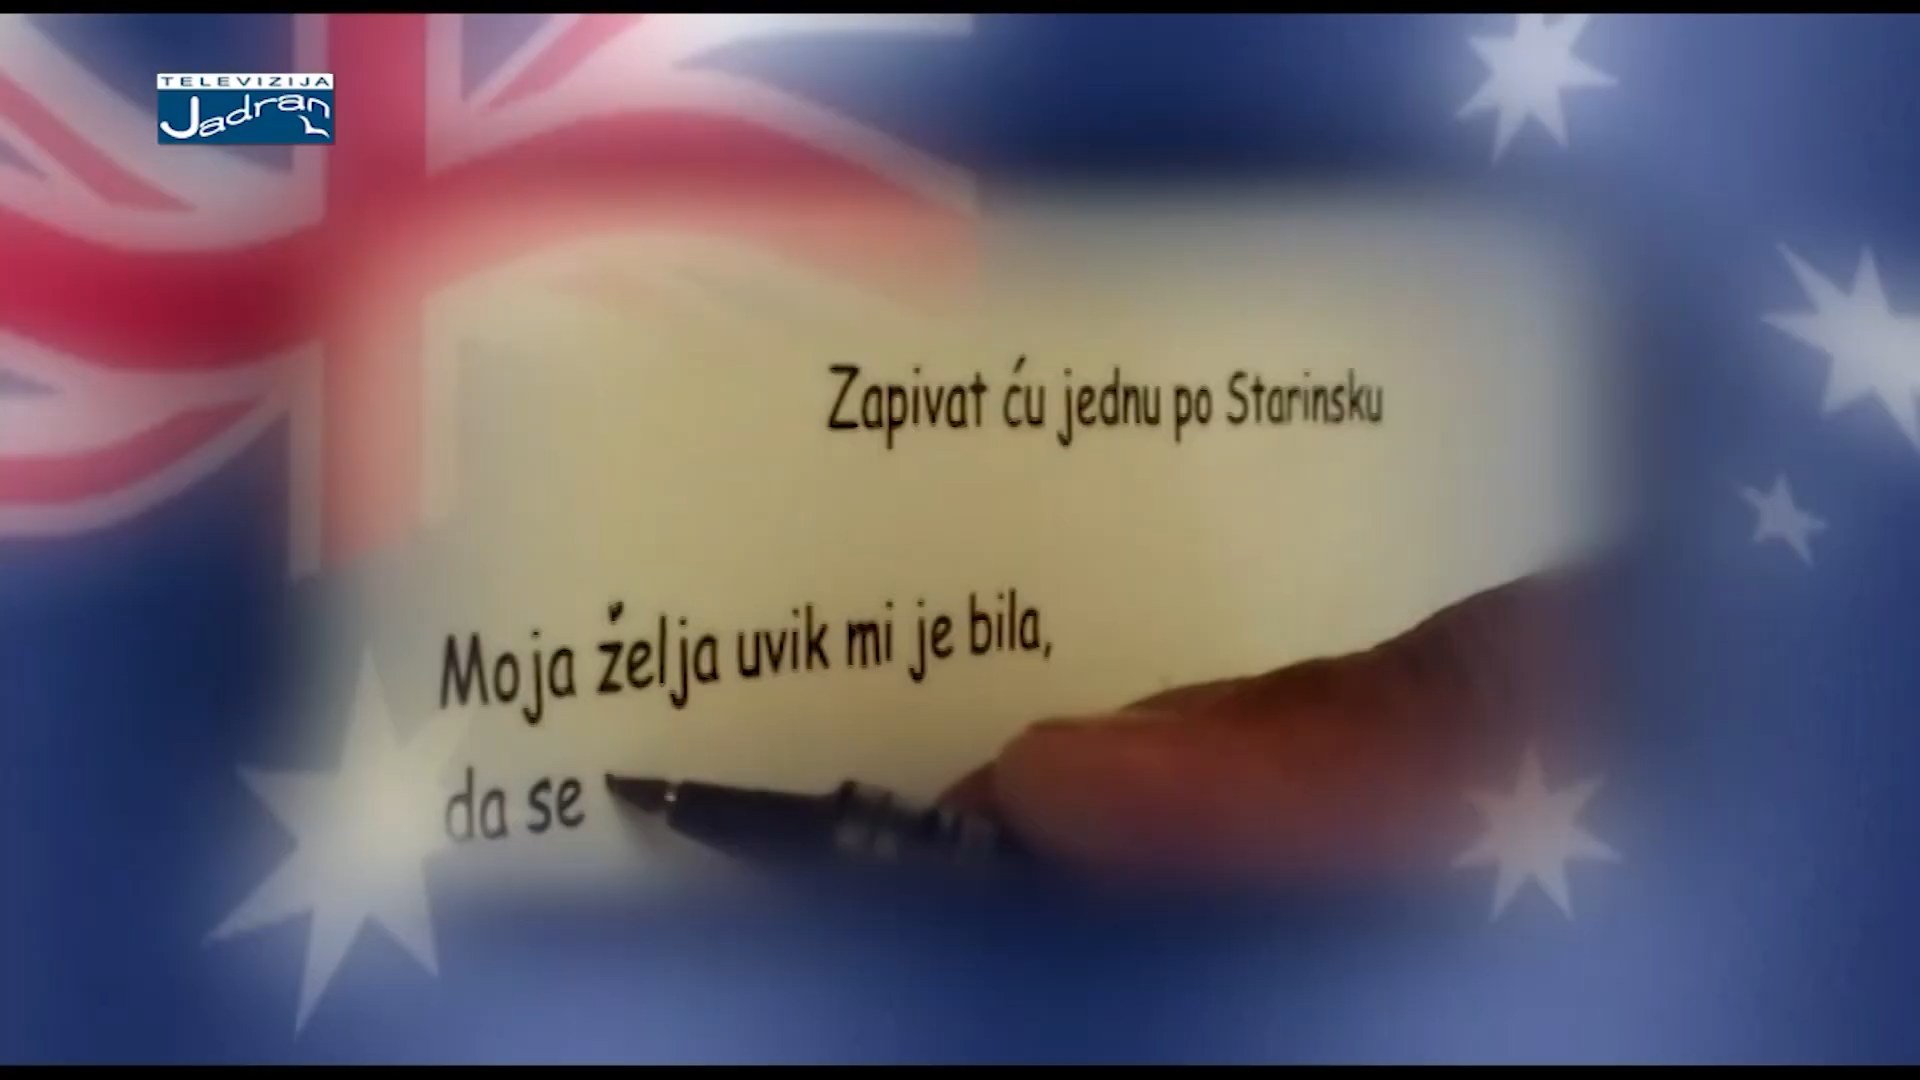 TELEVIZIJA
Jadran
Zapivat ću jednu po Starinsku
Moja želja uvik mi je bila,
da se